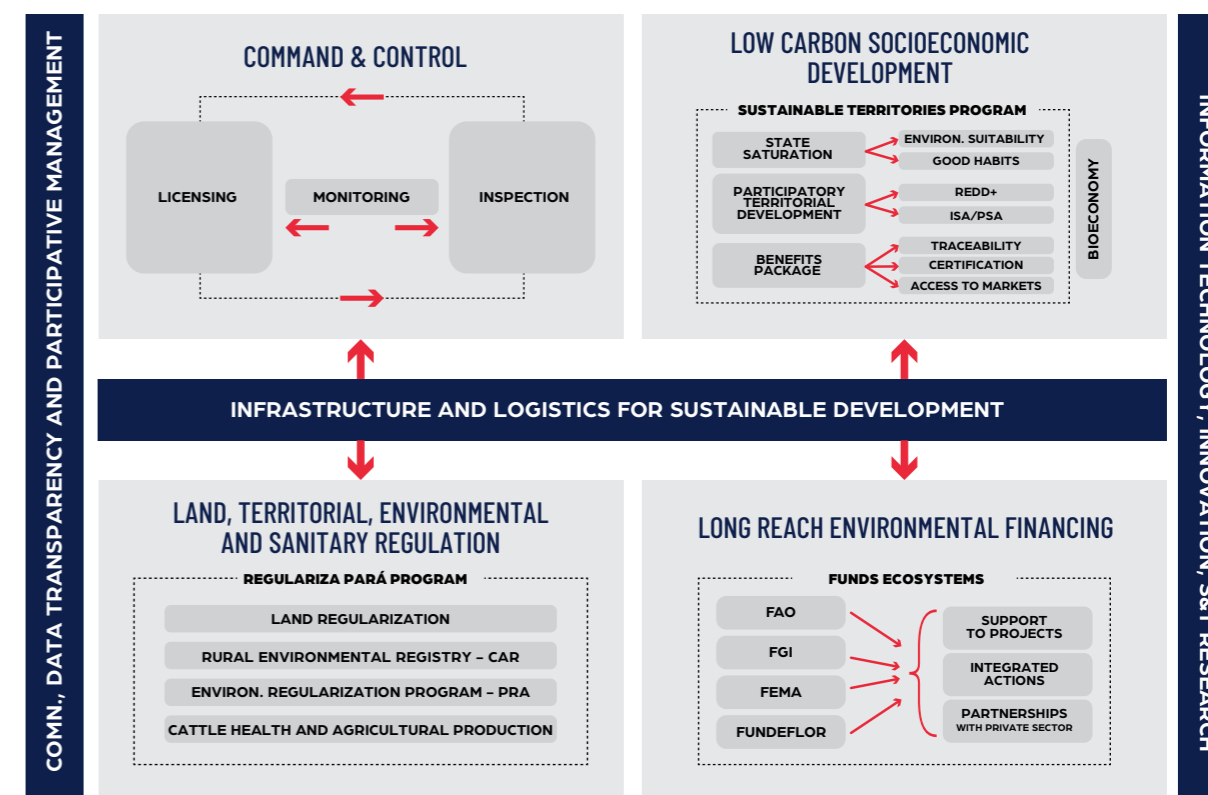 COMN., DATA TRANSPARENCY AND PARTICIPATIVE MANAGEMENT
COMMAND & CONTROL
LICENSING
MONITORING
INSPECTION
LOW CARBON SOCIOECONOMIC
DEVELOPMENT
SUSTAINABLE TERRITORIES PROGRAM
STATE
SATURATION
ENVIRON. SUITABILITY
GOOD HABITS
PARTICIPATORY
TERRITORIAL
DEVELOPMENT
REDD+
ISA/PSA
BENEFITS
PACKAGE
TRACEABILITY
CERTIFICATION
ACCESS TO MARKETS
BIOECONOMY
INFRASTRUCTURE AND LOGISTICS FOR SUSTAINABLE DEVELOPMENT
LAND, TERRITORIAL, ENVIRONMENTAL
AND SANITARY REGULATION
REGULARIZA PARÁ PROGRAM
LAND REGULARIZATION
RURAL ENVIRONMENTAL REGISTRY – CAR
ENVIRON. REGULARIZATION PROGRAM – PRA
CATTLE HEALTH AND AGRICULTURAL PRODUCTION
LONG REACH ENVIRONMENTAL FINANCING
FUNDS ECOSYSTEMS
FAO
FGI
FEMA
FUNDEFLOR
SUPPORT
TO PROJECTS
INTEGRATED
ACTIONS
PARTNERSHIPS
WITH PRIVATE SECTOR
INFORMATION TECHNOLOGY, INNOVATION, S&T RESEARCH